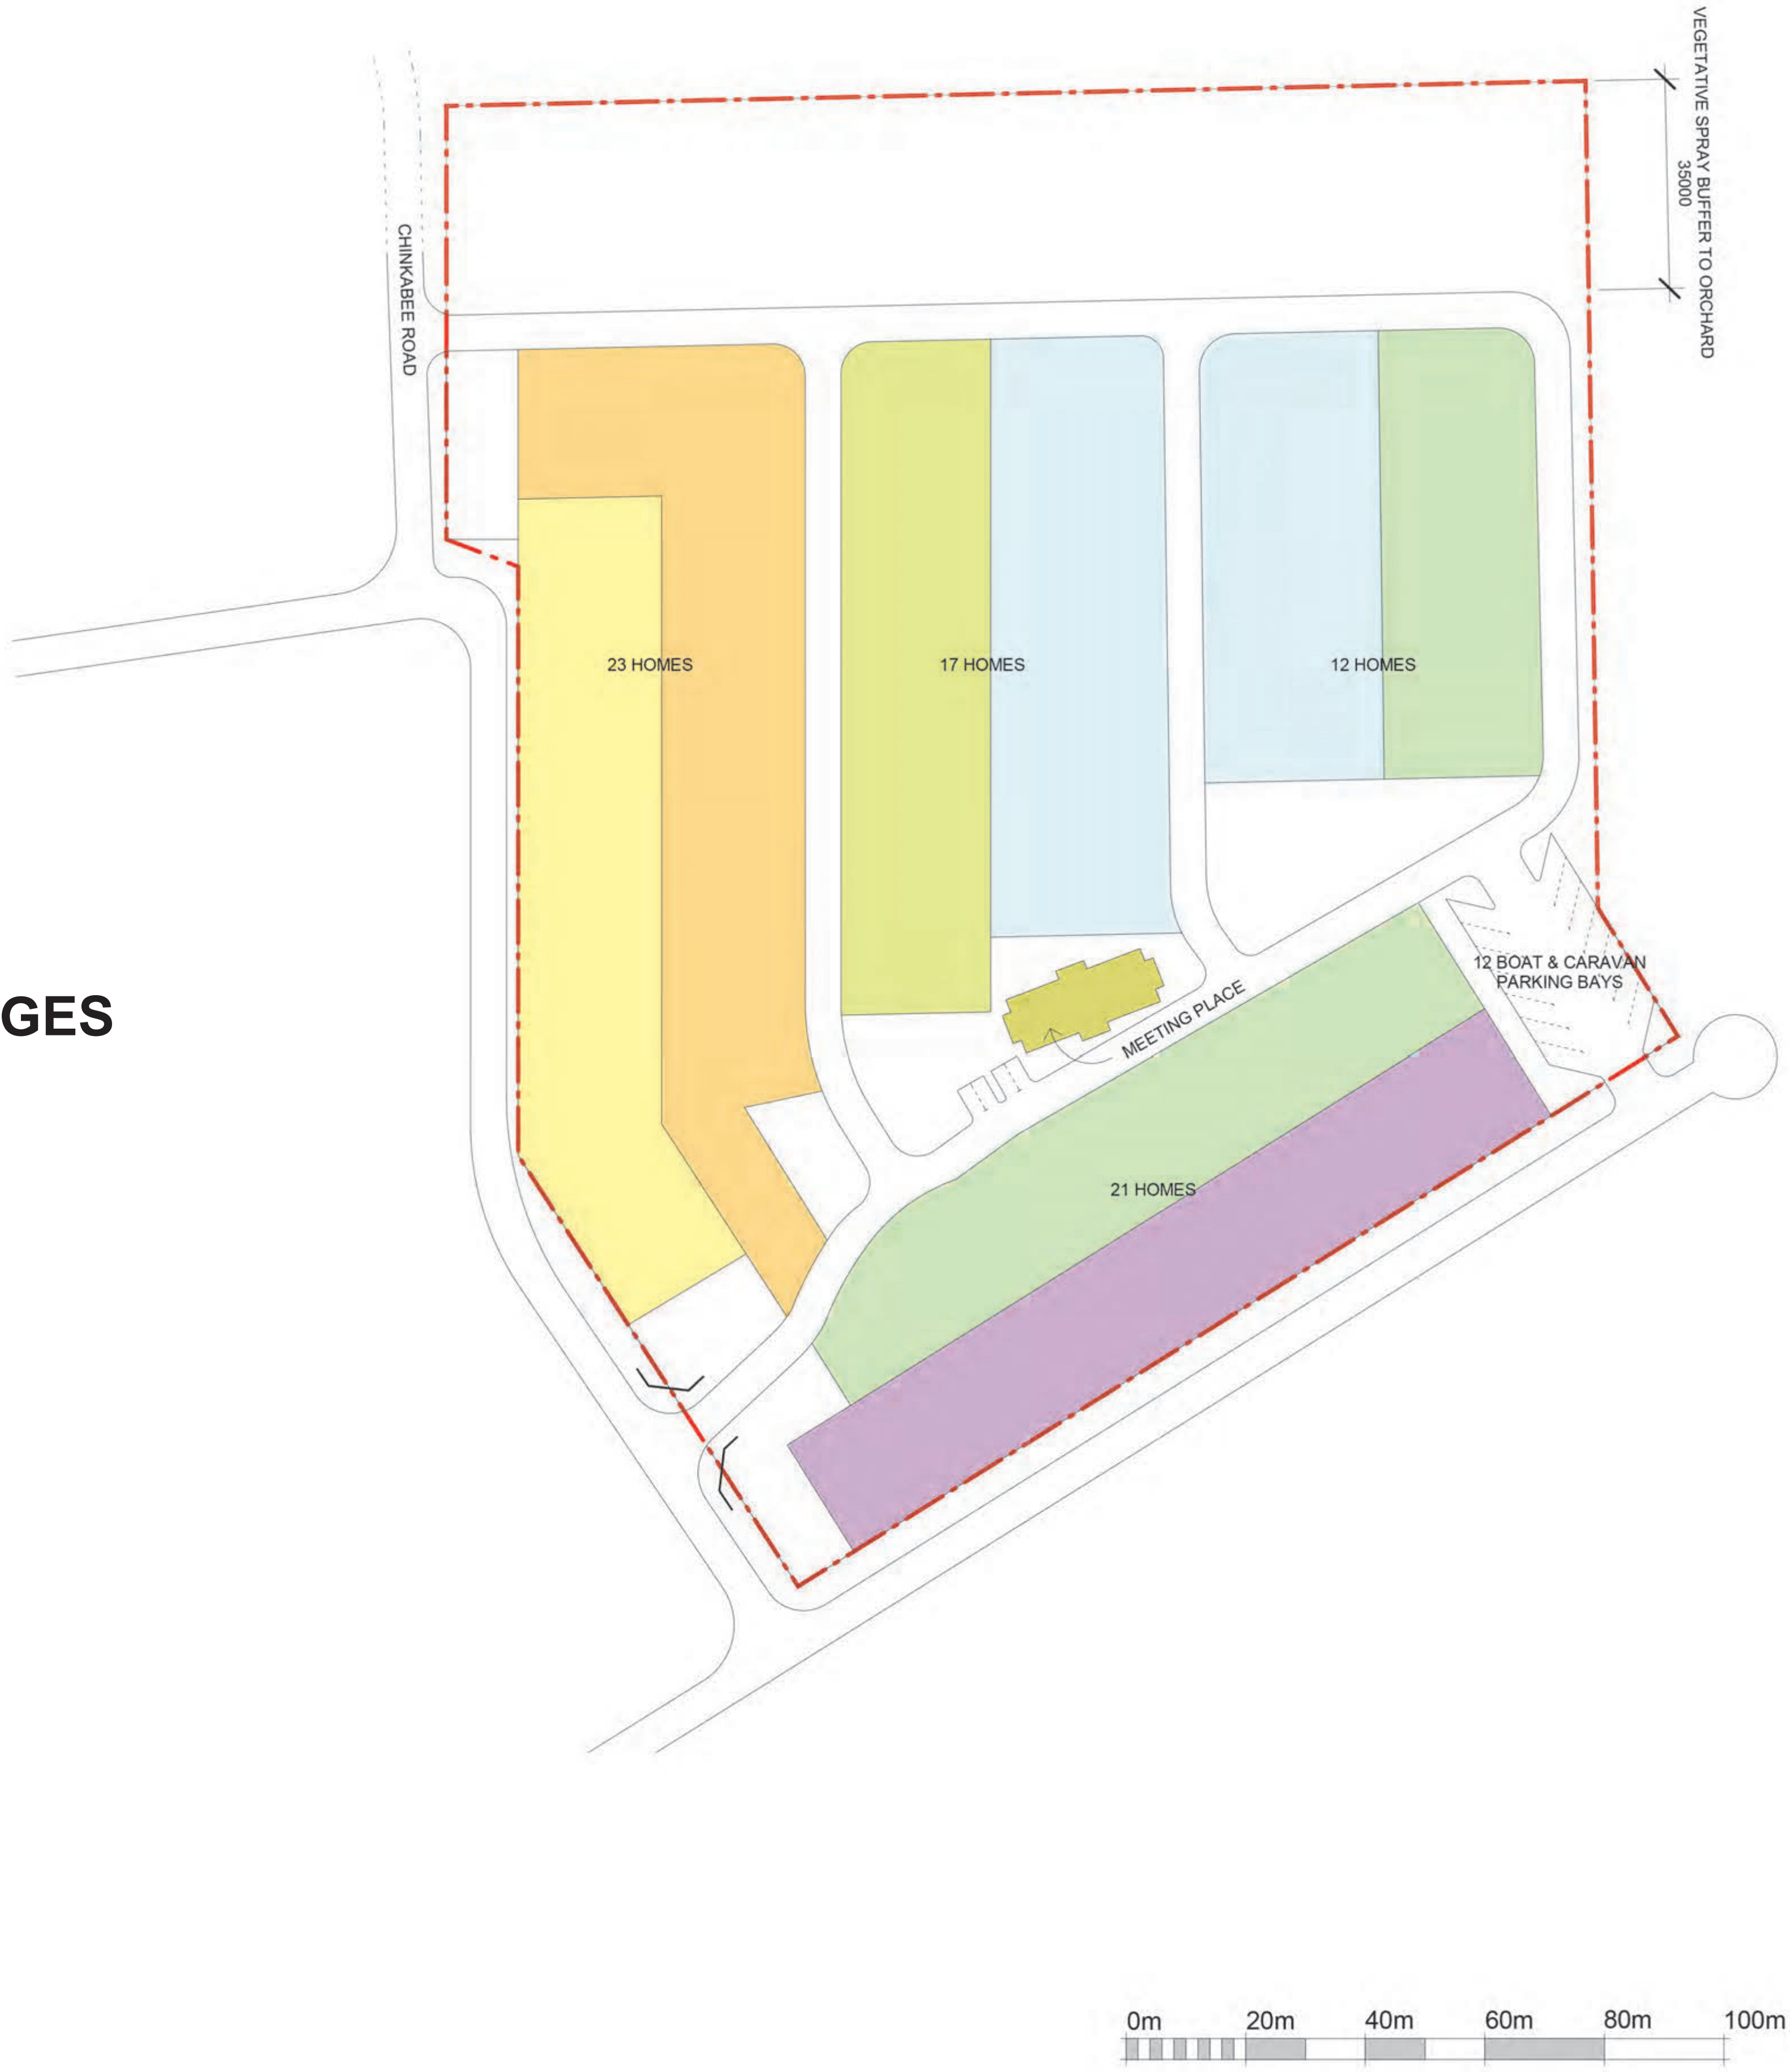 VEGETATIVE SPRAY BUFFER TO ORCHARD
35000
CHINKABEE ROAD
23 HOMES
17 HOMES
12 HOMES
12 BOAT & CARAVAN
PARKING BAYS
GES
MEETING PLACE
21 HOMES
0m 20m 40m 60m 80m 100m